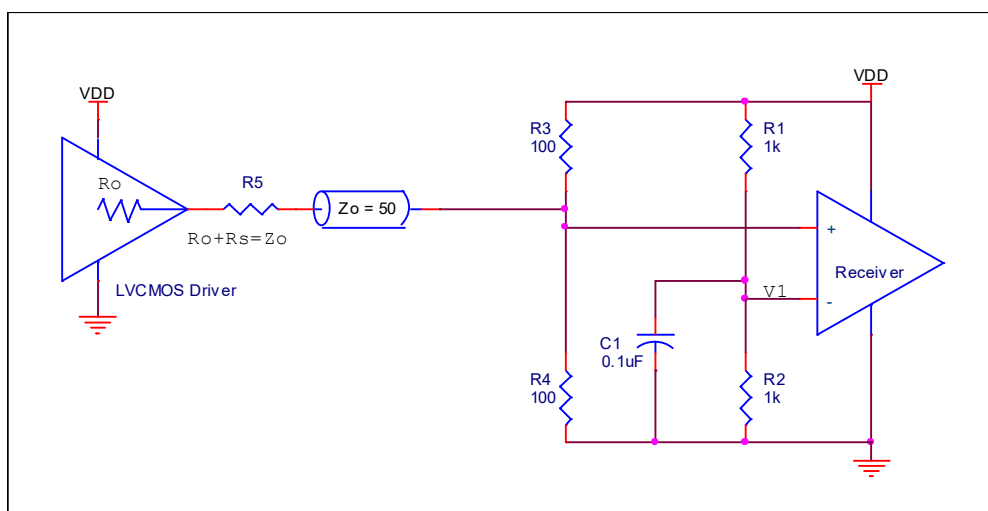 VDD
Ro
R5
Zo = 50
Ro+Rs=Zo
LVCMOS Driver
R3
100
R1
1k
VDD
+
Receiver
-
V1
C1
0.1uF
R4
100
R2
1k